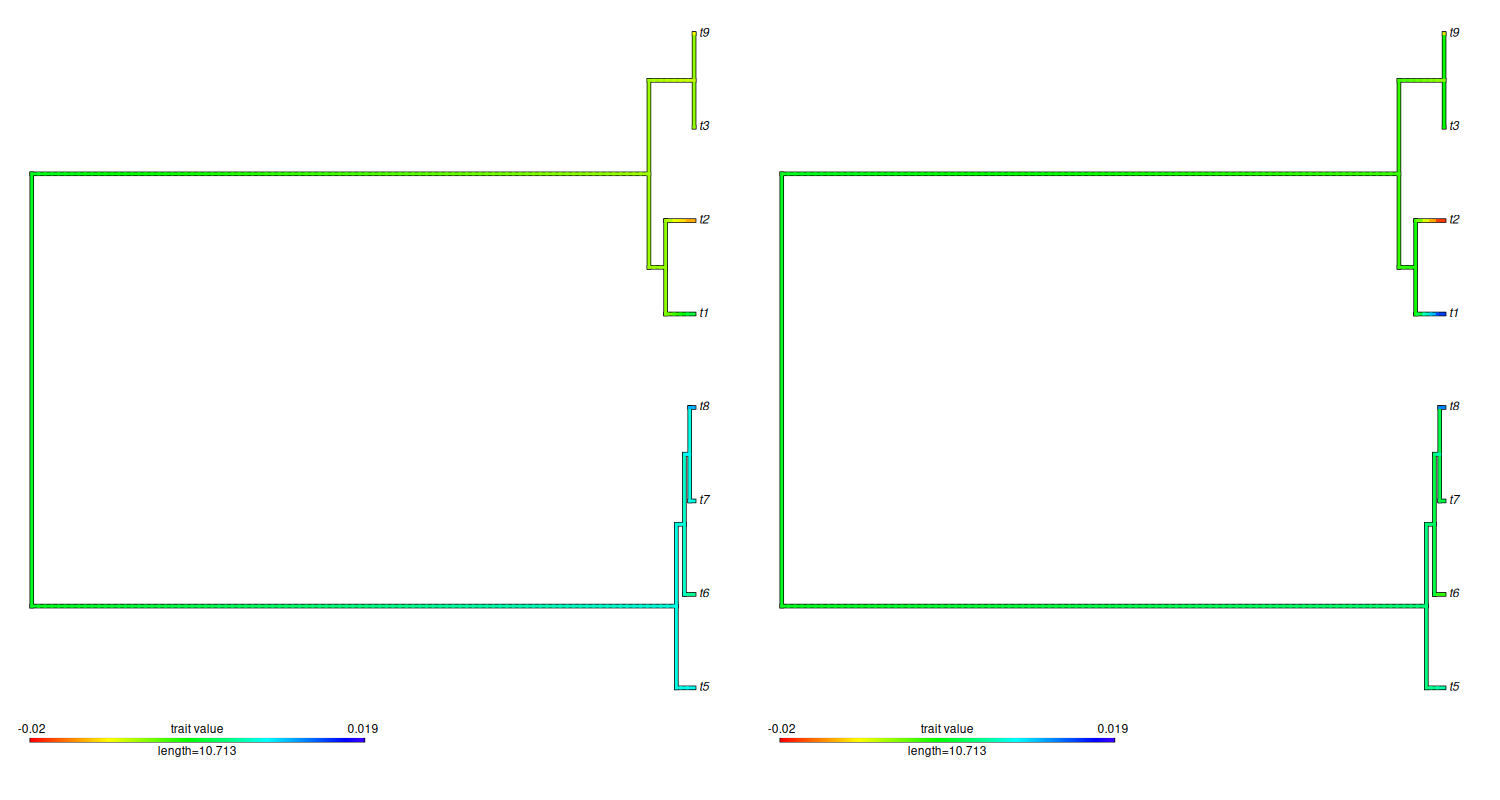 t9
t3
t2
t1
t8
t7
t6
t5
-0.02 trait value 0.019
length=10.713
t9
t3
t2
t1
t8
t7
t6
t5
-0.02 trait value 0.019
length=10.713